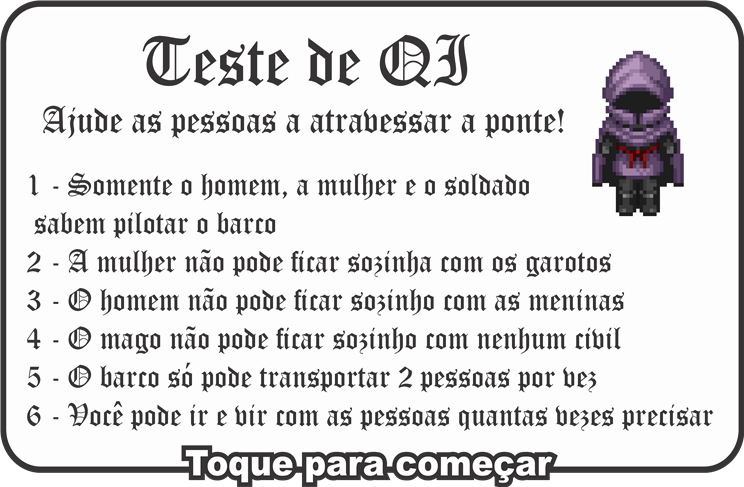 Teste de QI
Ajude as pessoas a atravessar a ponte!
1 - Somente o homem, a mulher e o soldado
sabem pilotar o barco
2 - A mulher não pode ficar sozinha com os garotos
3 - O homem não pode ficar sozinho com as meninas
4 - O mago não pode ficar sozinho com nenhum civil
5 - O barco só pode transportar 2 pessoas por vez
6 - Você pode ir e vir com as pessoas quantas vezes precisar
Toque para começar